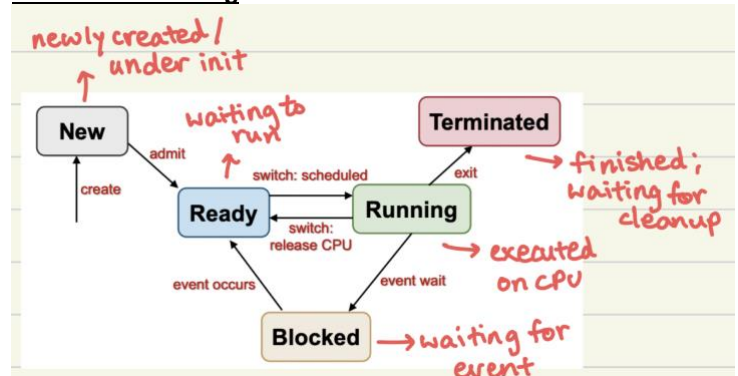 newly created /
under init
New
create
admit
waiting to
run
Ready
switch: scheduled
switch:
release CPU
Running
exit
Terminated
finished;
waiting for
cleanup
executed
on CPU
event occurs
event wait
Blocked
waiting for
event